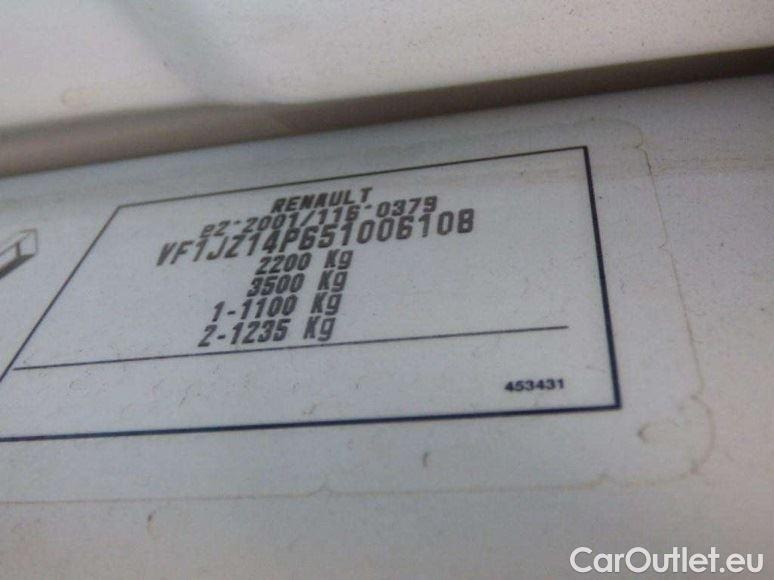 RENAULT
e2*2001/116*0379
VF1JZ14P651006108
2200 Kg
3500 Kg
1-1100 Kg
2-1235 Kg
453431
CarOutlet.eu